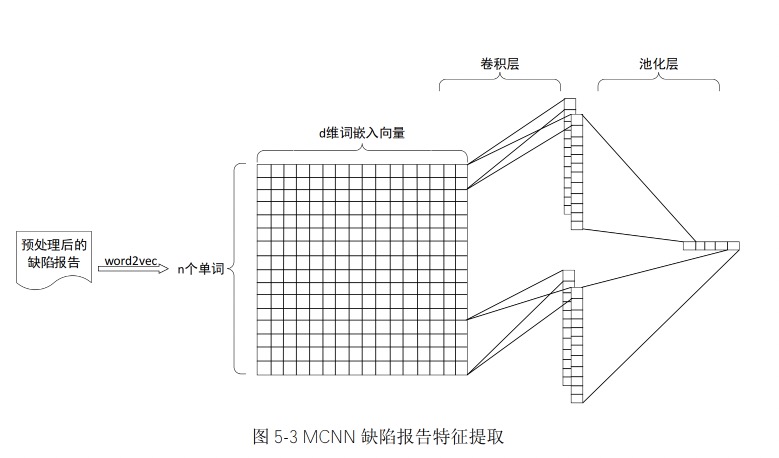 卷积层
池化层
d维词嵌入向量
预处理后的
缺陷报告
word2vec
n个单词
图 5-3 MCNN 缺陷报告特征提取